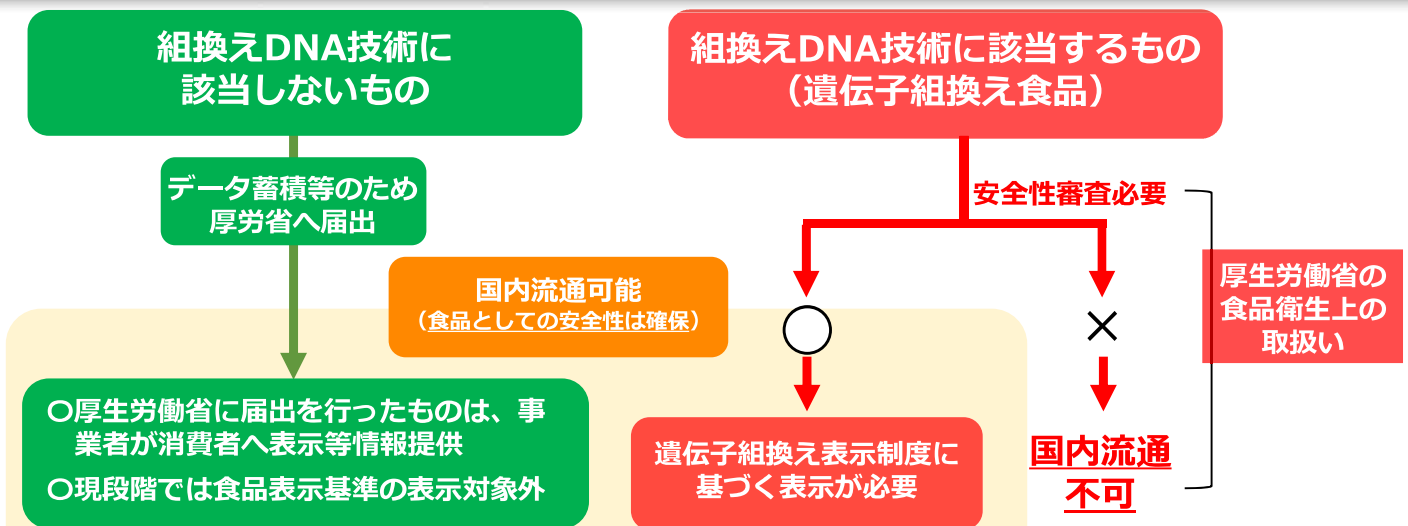 組換えDNA技術に
該当しないもの
組換えDNA技術に該当するもの
（遺伝子組換え食品）
データ蓄積等のため
厚労省へ届出
安全性審査必要
厚生労働省の
食品衛生上の
取扱い
国内流通可能
（食品としての安全性は確保）
○厚生労働省に届出を行ったものは、事
業者が消費者へ表示等情報提供
○現段階では食品表示基準の表示対象外
遺伝子組換え表示制度に
基づく表示が必要
国内流通
不可